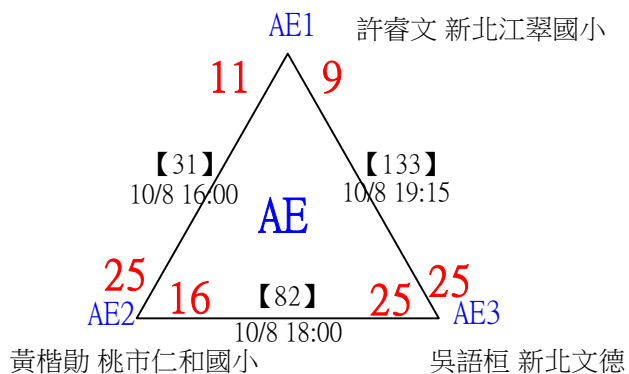 AE1 許睿文 新北江翠國小
11 9
【31】 【133】
10/8 16:00 10/8 19:15
AE
25 16 【82】 25 25
AE2 AE3
10/8 18:00
黃楷勛 桃市仁和國小 吳語桓 新北文德